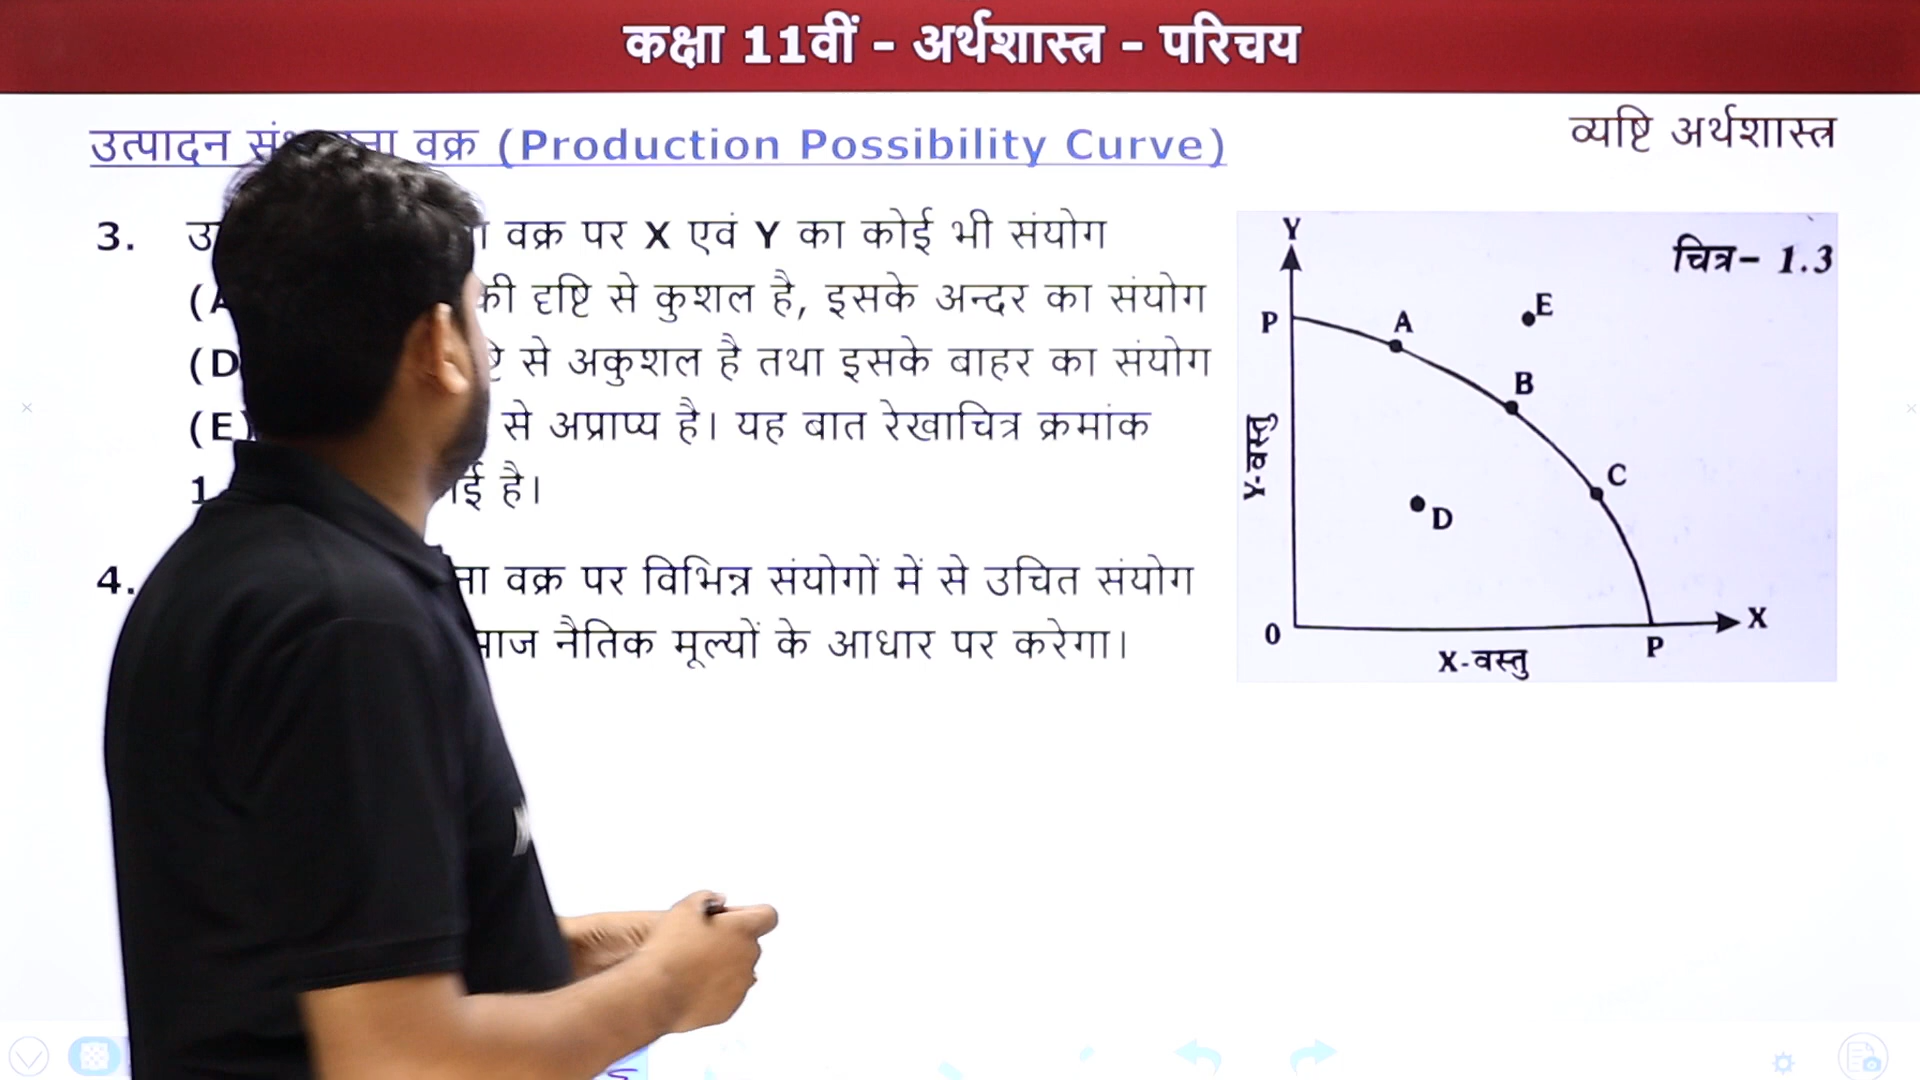 कक्षा 11वीं - अर्थशास्त्र - परिचय
व्यष्टि अर्थशास्त्र
उत्पादन वक्र (Production Possibility Curve)
3. वक्र पर X एवं Y का कोई भी संयोग
की दृष्टि से कुशल है, इसके अन्दर का संयोग
(D से अकुशल है तथा इसके बाहर का संयोग
(E) से अप्राप्य है। यह बात रेखाचित्र क्रमांक
1 है।
4. वक्र पर विभिन्न संयोगों में से उचित संयोग
नैतिक मूल्यों के आधार पर करेगा।
चित्र- 1.3
Y
P
A
E
B
C
D
Y-वस्तु
0
X-वस्तु
P
X